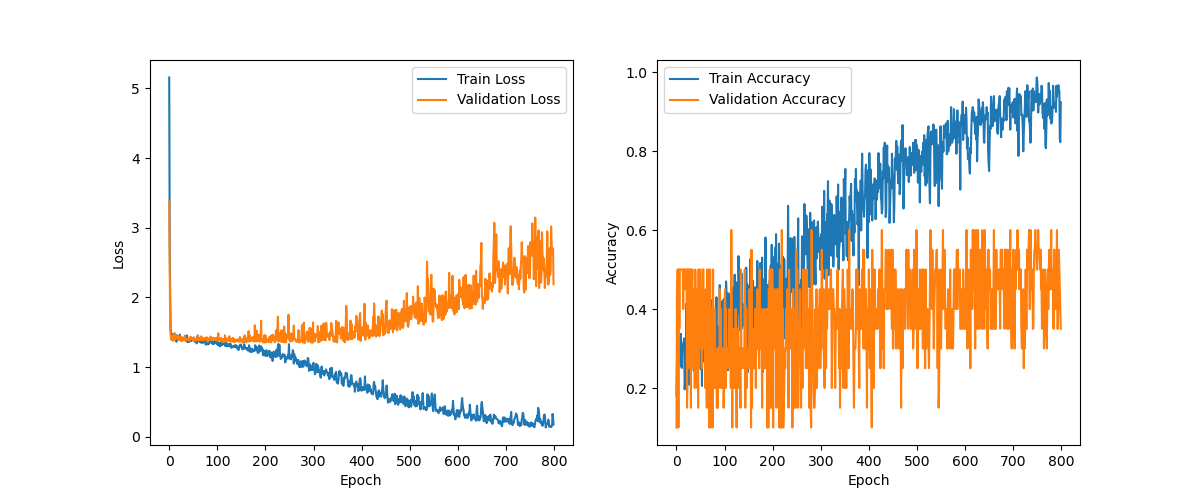 Train Loss
Validation Loss
5
4
3
2
1
0
Loss
0 100 200 300 400 500 600 700 800
Epoch
Train Accuracy
Validation Accuracy
1.0
0.8
0.6
0.4
0.2
Accuracy
0 100 200 300 400 500 600 700 800
Epoch